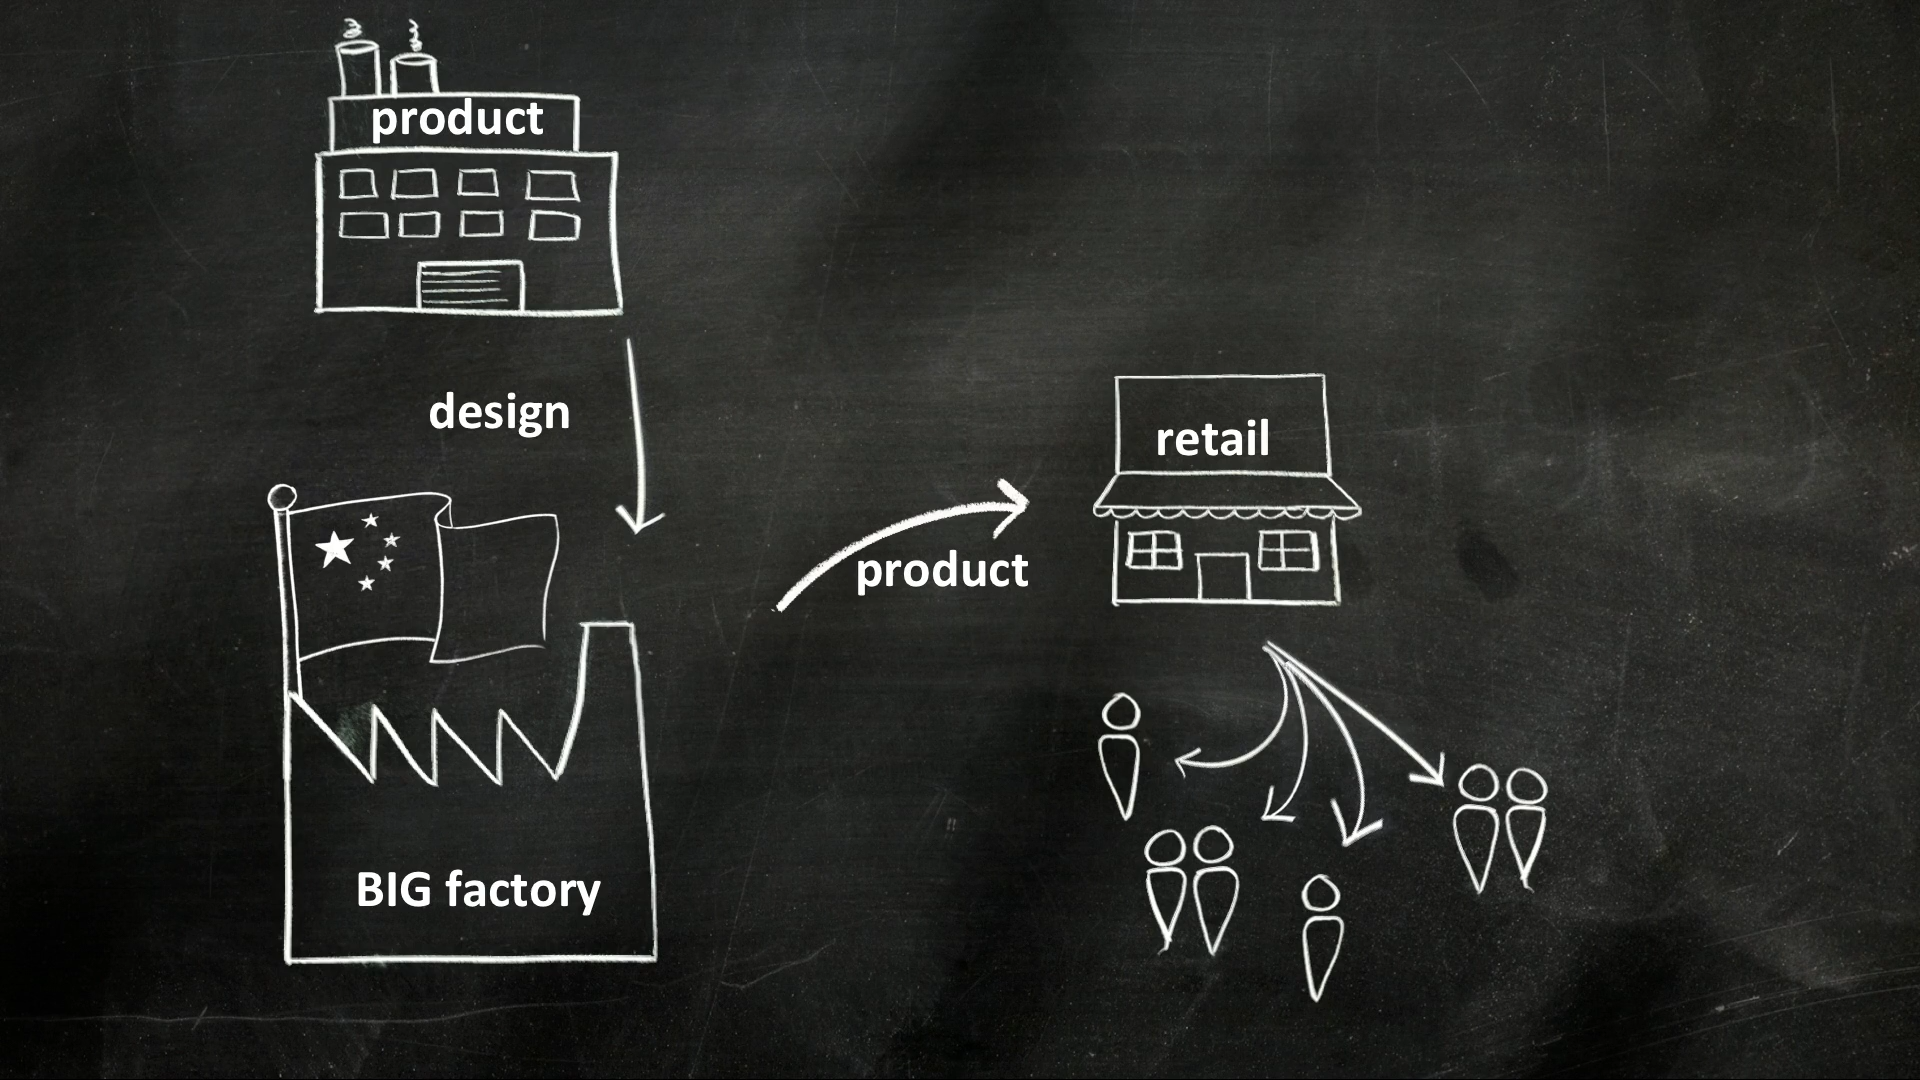 product
design
retail
product
BIG factory